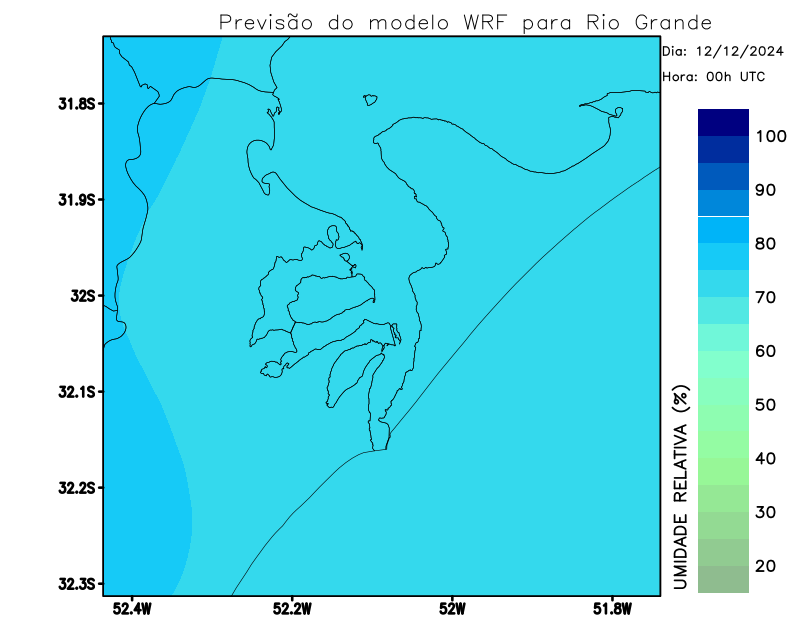 Previsão do modelo WRF para Rio Grande
Dia: 12/12/2024
Hora: 00h UTC
31.8S
31.9S
32S
32.1S
32.2S
32.3S
52.4W
52.2W
52W
51.8W
100
90
80
70
60
50
40
30
20
UMIDADE RELATIVA (%)